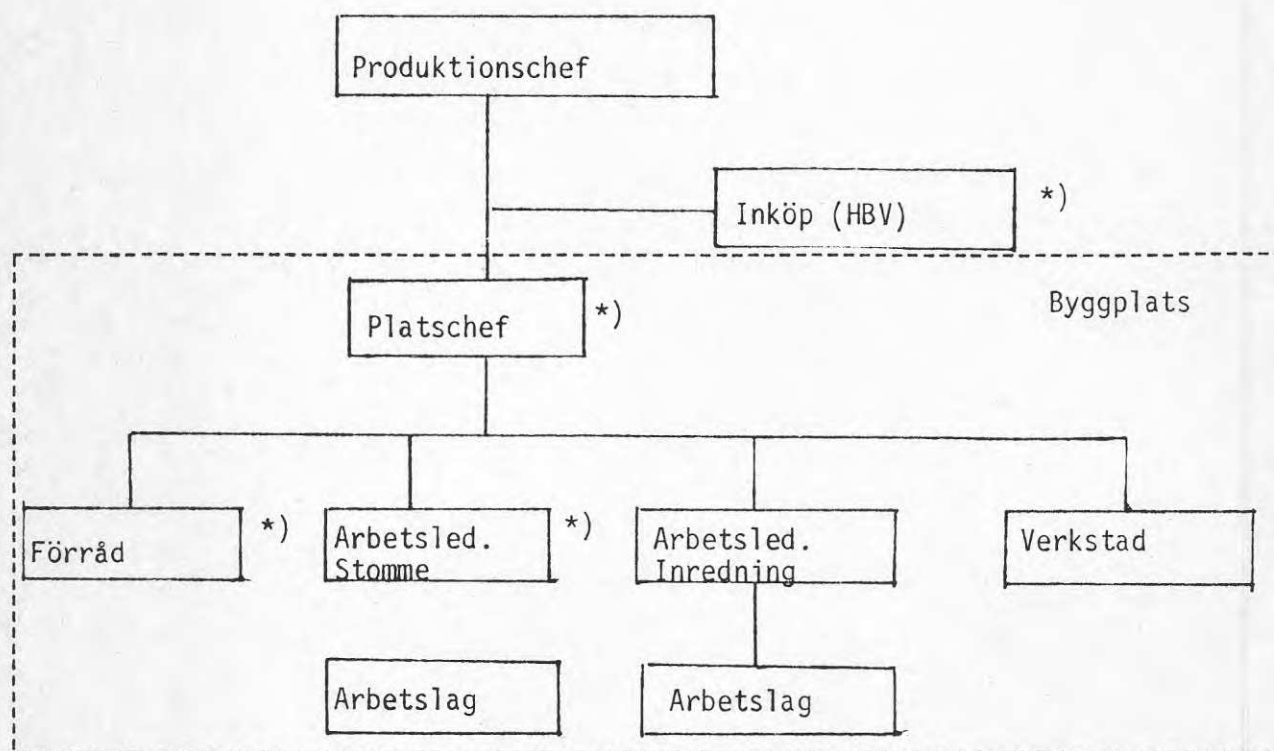 Produktionschef
Inköp (HBV) *)
Byggplats
Platschef *)
Förråd *)
Arbetsled.
Stomme *)
Arbetsled.
Inredning
Verkstad
Arbetslag
Arbetslag